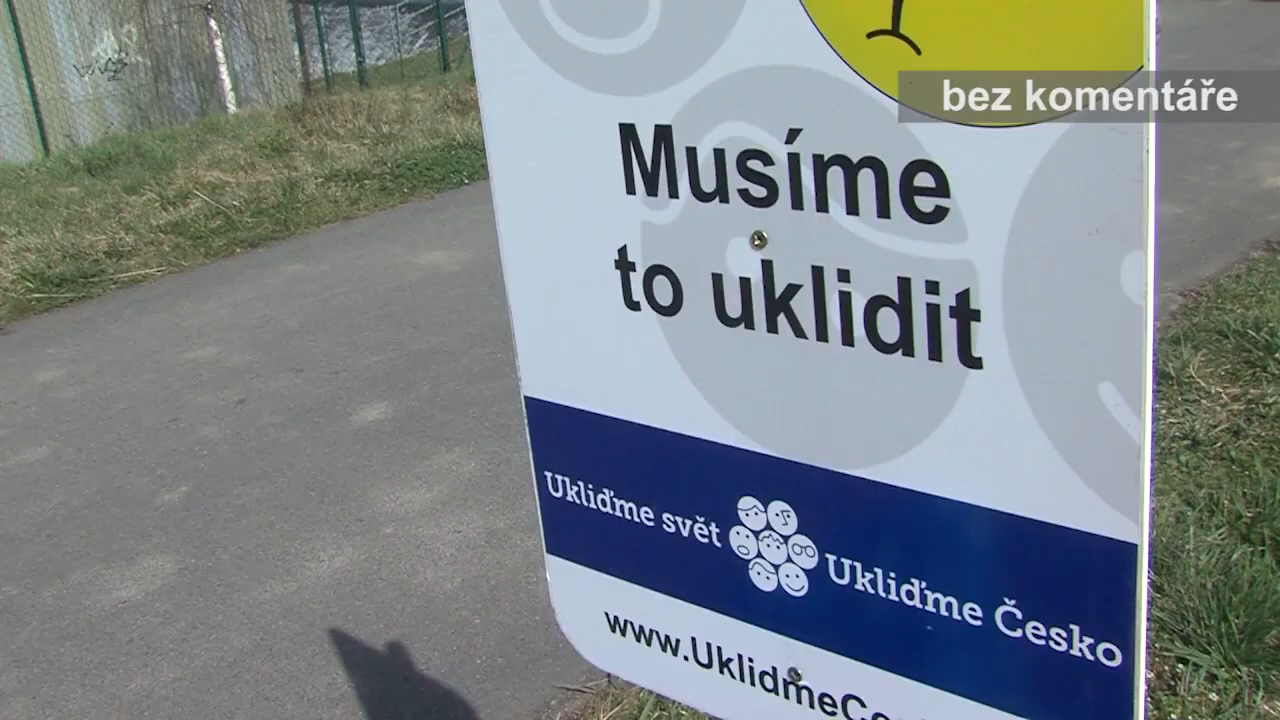 bez komentáře
Musíme
to uklidit
Ukliďme svět
Ukliďme Česko